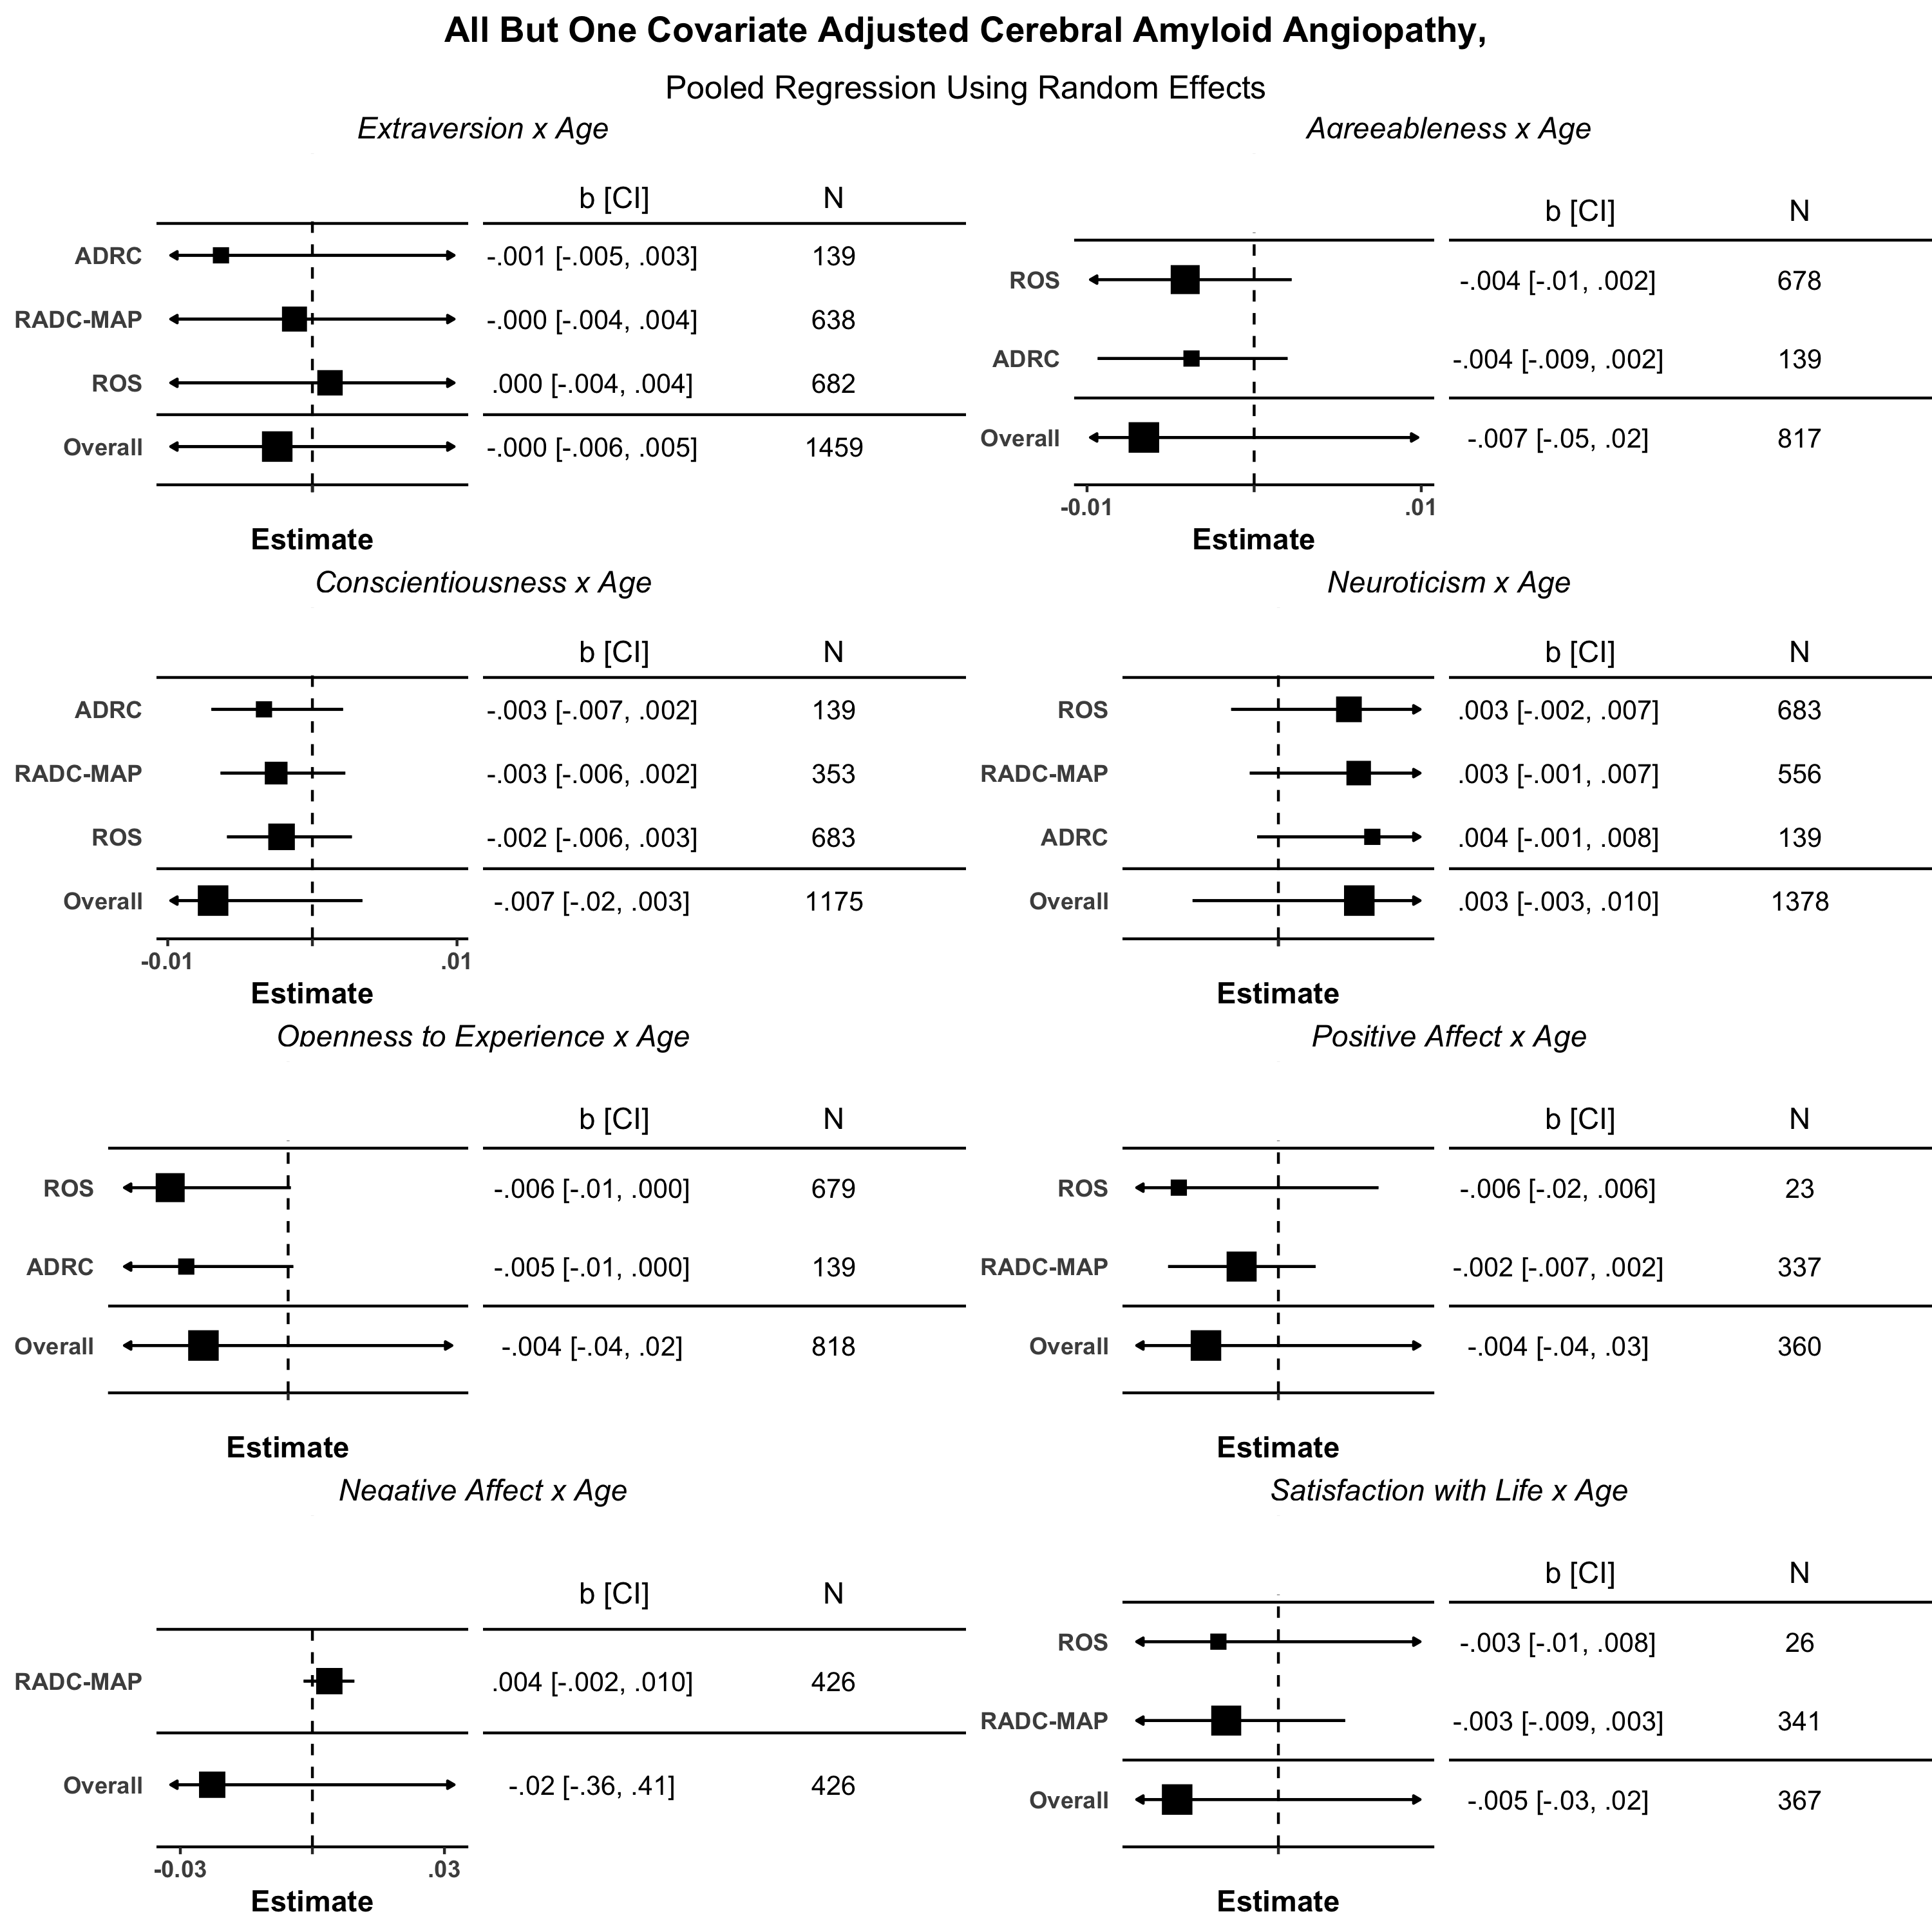 All But One Covariate Adjusted Cerebral Amyloid Angiopathy,
Pooled Regression Using Random Effects
Extraversion x Age
b [CI] N
ADRC -.001 [-.005, .003] 139
RADC-MAP -.000 [-.004, .004] 638
ROS .000 [-.004, .004] 682
Overall -.000 [-.006, .005] 1459
Estimate
Agreeableness x Age
b [CI] N
ROS -.004 [-.01, .002] 678
ADRC -.004 [-.009, .002] 139
Overall -.007 [-.05, .02] 817
-0.01 .01
Estimate
Conscientiousness x Age
b [CI] N
ADRC -.003 [-.007, .002] 139
RADC-MAP -.003 [-.006, .002] 353
ROS -.002 [-.006, .003] 683
Overall -.007 [-.02, .003] 1175
-0.01 .01
Estimate
Neuroticism x Age
b [CI] N
ROS .003 [-.002, .007] 683
RADC-MAP .003 [-.001, .007] 556
ADRC .004 [-.001, .008] 139
Overall .003 [-.003, .010] 1378
Estimate
Openness to Experience x Age
b [CI] N
ROS -.006 [-.01, .000] 679
ADRC -.005 [-.01, .000] 139
Overall -.004 [-.04, .02] 818
Estimate
Positive Affect x Age
b [CI] N
ROS -.006 [-.02, .006] 23
RADC-MAP -.002 [-.007, .002] 337
Overall -.004 [-.04, .03] 360
Estimate
Negative Affect x Age
b [CI] N
RADC-MAP .004 [-.002, .010] 426
Overall -.02 [-.36, .41] 426
-0.03 .03
Estimate
Satisfaction with Life x Age
b [CI] N
ROS -.003 [-.01, .008] 26
RADC-MAP -.003 [-.009, .003] 341
Overall -.005 [-.03, .02] 367
Estimate